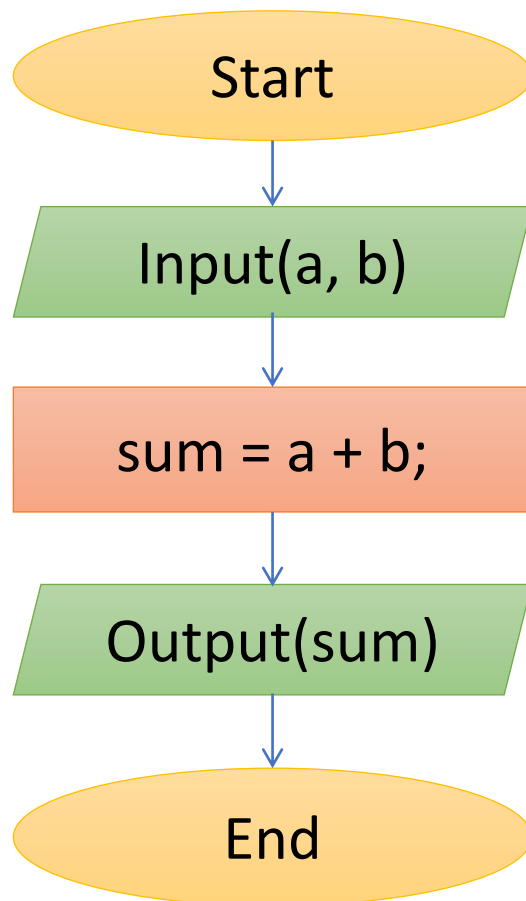 Start
Input(a, b)
sum = a + b;
Output(sum)
End